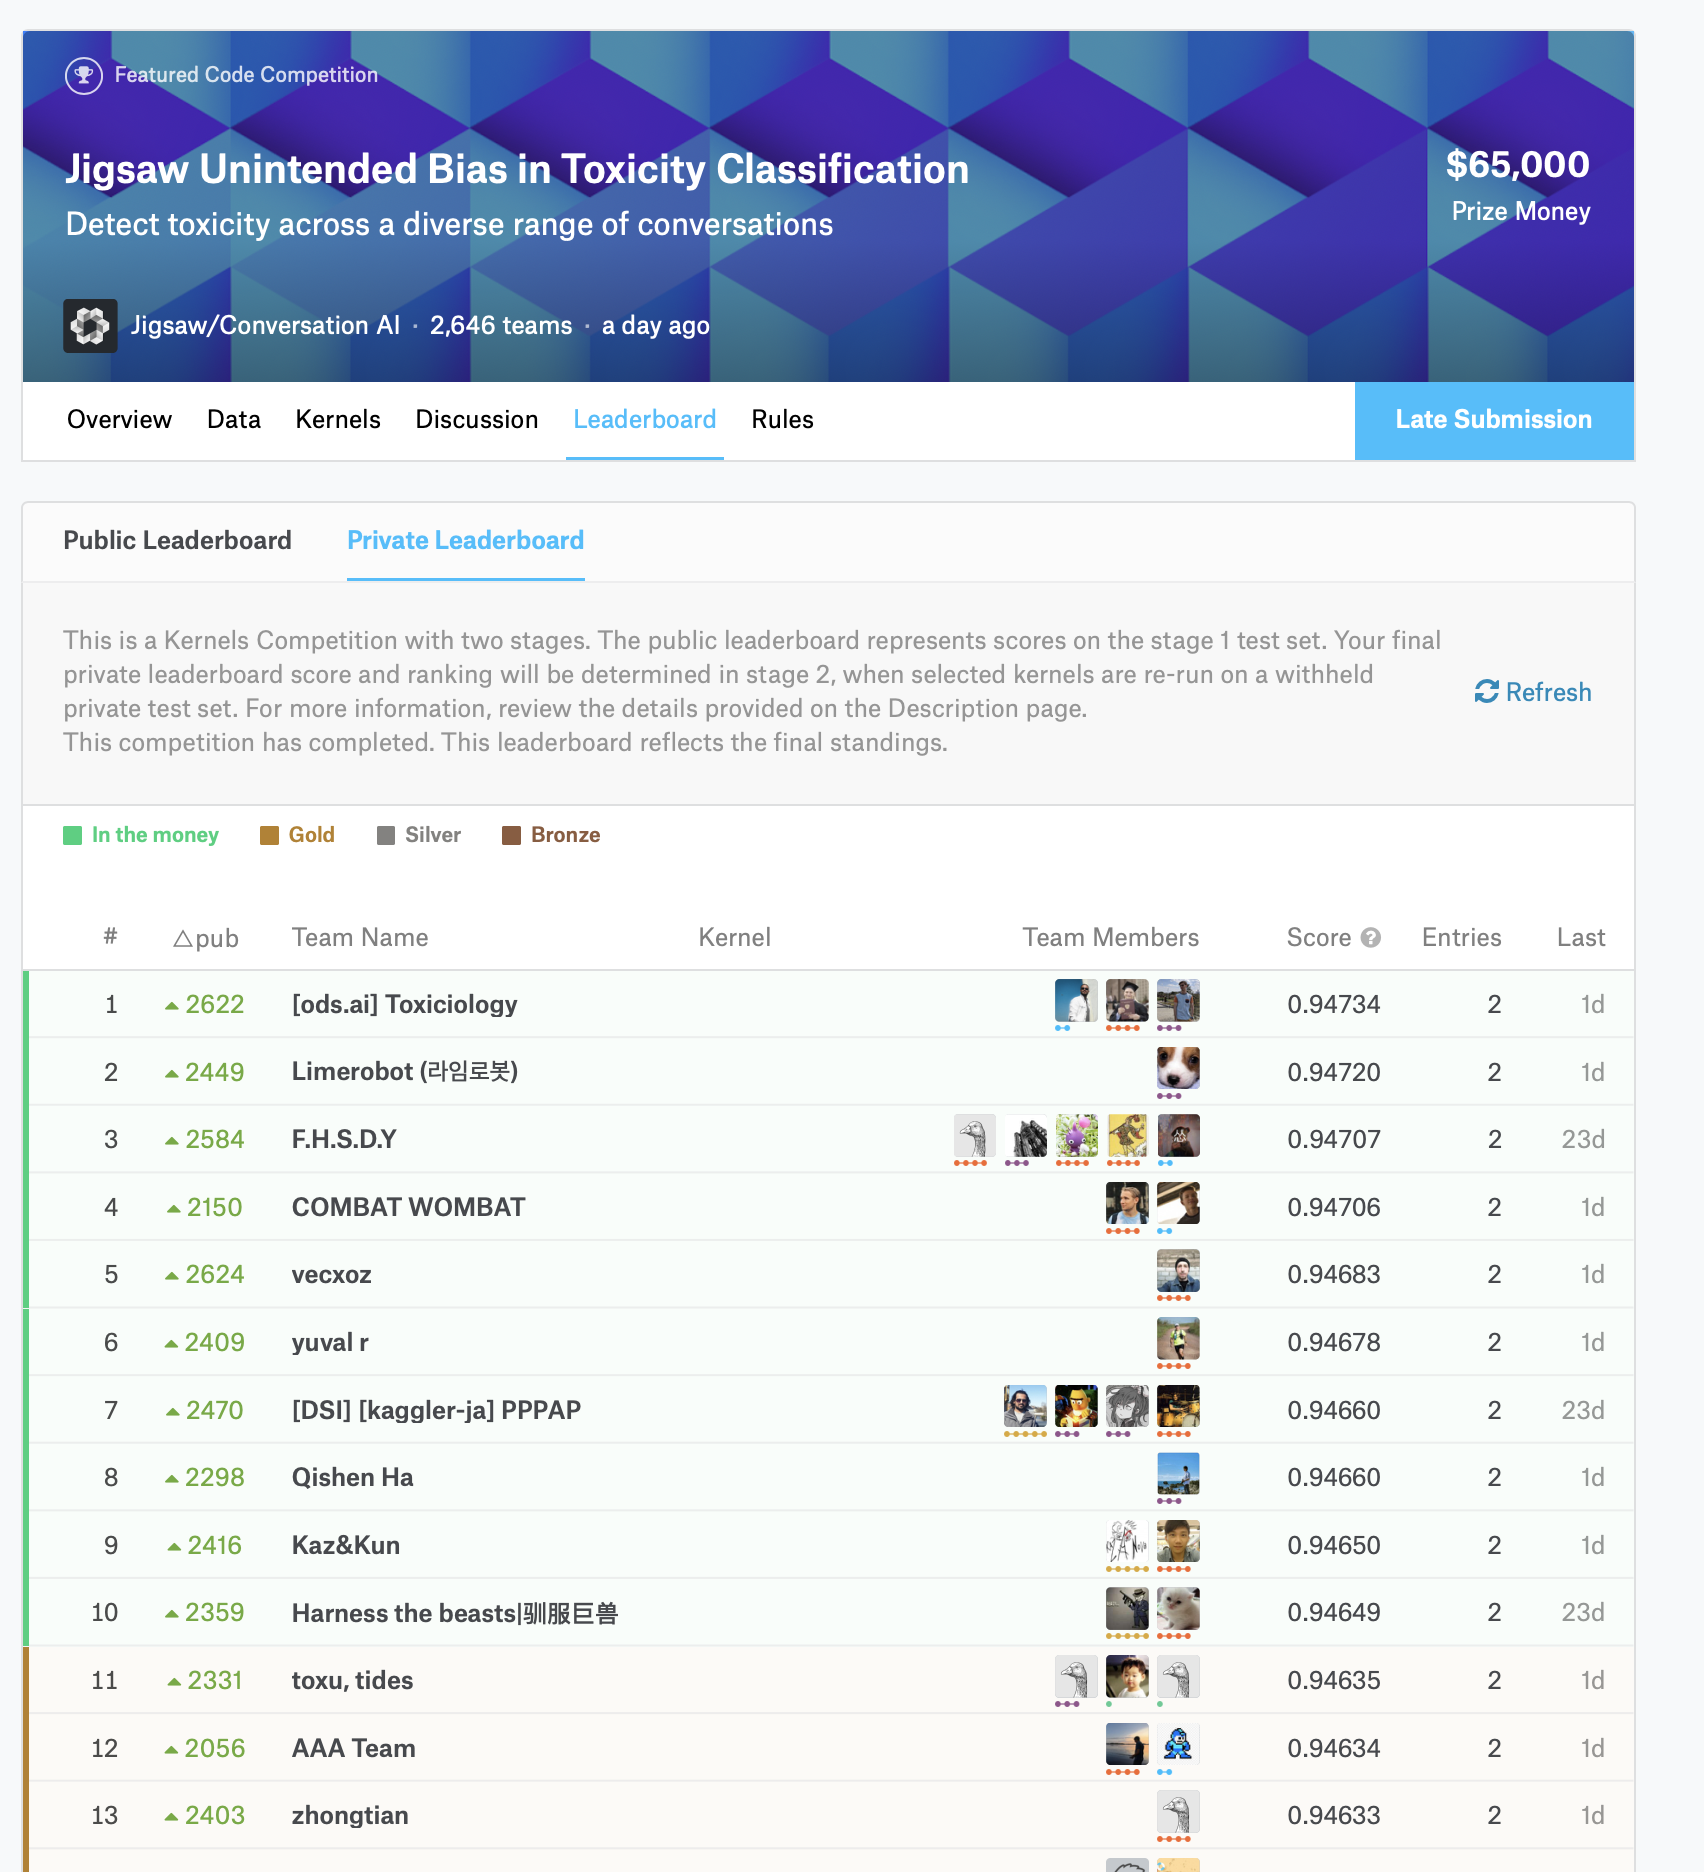 Featured Code Competition
Jigsaw Unintended Bias in Toxicity Classification
$65,000
Detect toxicity across a diverse range of conversations
Prize Money
Jigsaw/Conversation AI · 2,646 teams · a day ago
Overview Data Kernels Discussion Leaderboard Rules Late Submission
Public Leaderboard Private Leaderboard
This is a Kernels Competition with two stages. The public leaderboard represents scores on the stage 1 test set. Your final
private leaderboard score and ranking will be determined in stage 2, when selected kernels are re-run on a withheld
private test set. For more information, review the details provided on the Description page.
This competition has completed. This leaderboard reflects the final standings.
Refresh
In the money Gold Silver Bronze
# △pub Team Name Kernel Team Members Score ? Entries Last
1 ▲ 2622 [ods.ai] Toxiciology 0.94734 2 1d
2 ▲ 2449 Limerobot (라임로봇) 0.94720 2 1d
3 ▲ 2584 F.H.S.D.Y 0.94707 2 23d
4 ▲ 2150 COMBAT WOMBAT 0.94706 2 1d
5 ▲ 2624 vecxoz 0.94683 2 1d
6 ▲ 2409 yuval r 0.94678 2 1d
7 ▲ 2470 [DSI] [kaggler-ja] PPPAP 0.94660 2 23d
8 ▲ 2298 Qishen Ha 0.94660 2 1d
9 ▲ 2416 Kaz&Kun 0.94650 2 1d
10 ▲ 2359 Harness the beasts|驯服巨兽 0.94649 2 23d
11 ▲ 2331 toxu, tides 0.94635 2 1d
12 ▲ 2056 AAA Team 0.94634 2 1d
13 ▲ 2403 zhongtian 0.94633 2 1d